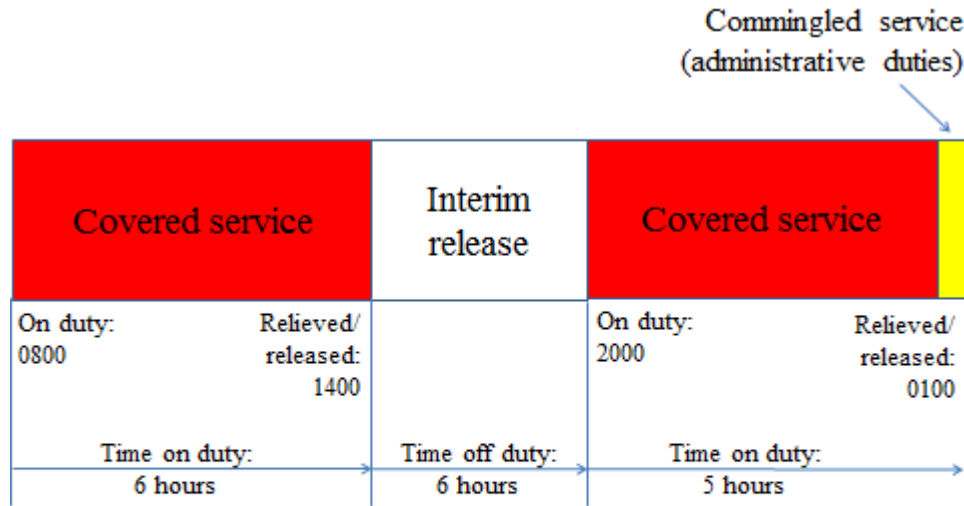 Commingled service
(administrative duties)
Covered service
Interim
release
Covered service
On duty:
0800
Relieved/
released:
1400
On duty:
2000
Relieved/
released:
0100
Time on duty:
6 hours
Time off duty:
6 hours
Time on duty:
5 hours